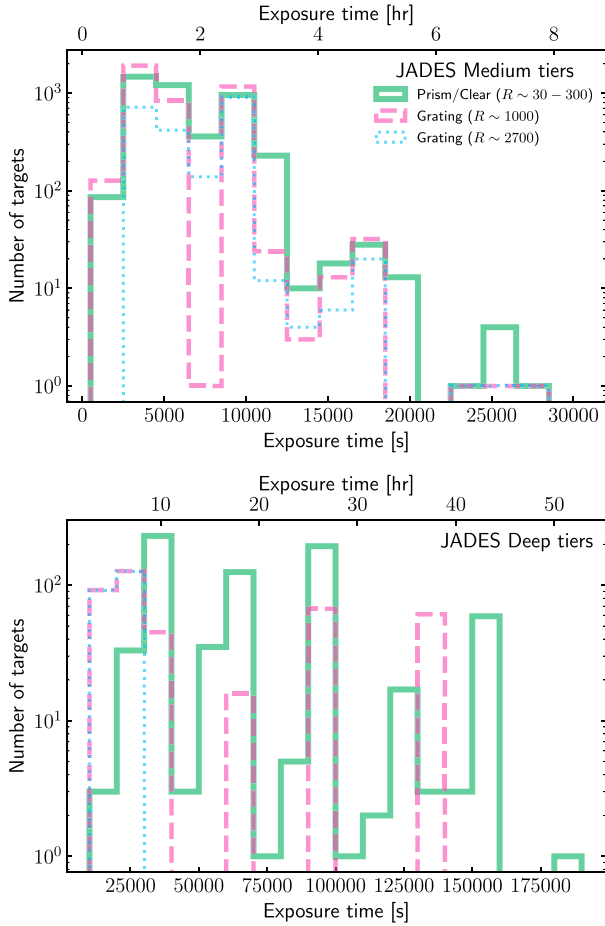 Exposure time [hr]
0 2 4 6 8
JADES Medium tiers
Prism/Clear (R ∼ 30 − 300)
Grating (R ∼ 1000)
Grating (R ∼ 2700)
Number of targets
10³
10²
10¹
10⁰
0 5000 10000 15000 20000 25000 30000
Exposure time [s]
Exposure time [hr]
10 20 30 40 50
JADES Deep tiers
Number of targets
10²
10¹
10⁰
25000 50000 75000 100000 125000 150000 175000
Exposure time [s]